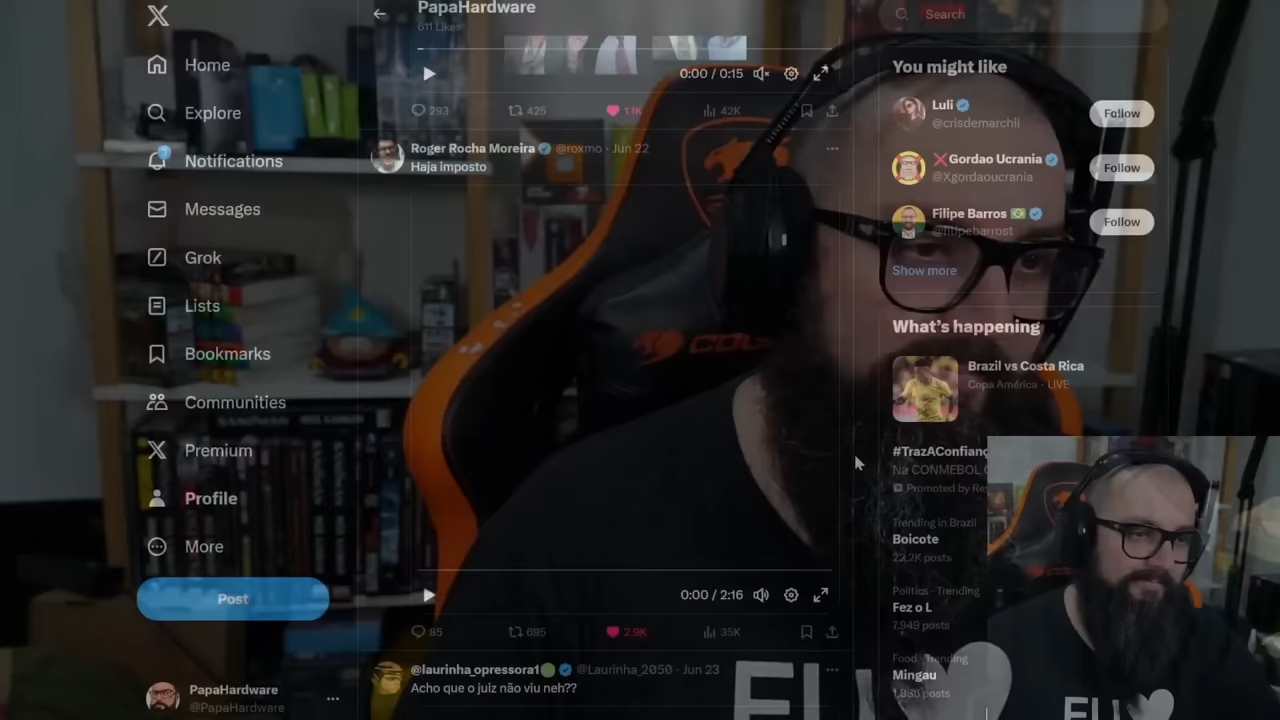 PapaHardware
611 Likes
Search
Home
Explore
Notifications
Messages
Grok
Lists
Bookmarks
Communities
Premium
Profile
More
Post
PapaHardware
@PapaHardware
0:00 / 0:15
293
425
1.1K
42K
Roger Rocha Moreira @roxmo · Jun 22
Haja imposto
0:00 / 2:16
85
695
2.9K
35K
@laurinha_opressora1 @Laurinha_2050 · Jun 23
Acho que o juiz não viu neh??
You might like
Luli
@crisdemarchii
Follow
Gordao Ucrania
@Xgordaoucrania
Follow
Filipe Barros
@filipebarrost
Follow
Show more
What's happening
Brazil vs Costa Rica
Copa América · LIVE
#TrazAConfianç
Na CONMEBOL
Promoted by
Trending in Brazil
Boicote
22.2K posts
Politics · Trending
Fez o L
7,949 posts
Food · Trending
Mingau
1,830 posts
EU
EU